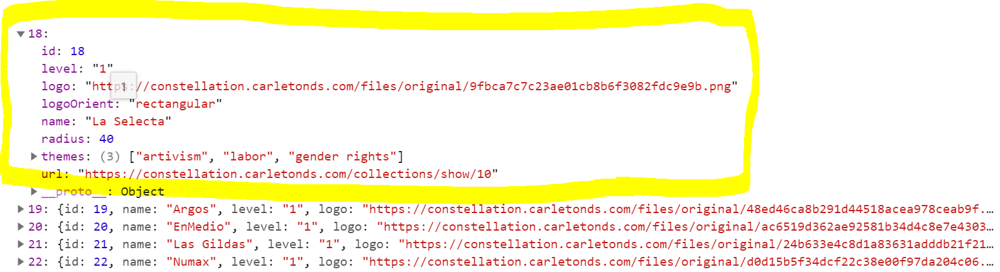 ▼ 18:
id: 18
level: "1"
logo: "https://constellation.carletonds.com/files/original/9fbca7c7c23ae01cb8b6f3082fdc9e9b.png"
1
logoOrient: "rectangular"
name: "La Selecta"
radius: 40
▶ themes: (3) ["artivism", "labor", "gender rights"]
url: "https://constellation.carletonds.com/collections/show/10"
▶ __proto__: Object
▶ 19: {id: 19, name: "Argos", level: "1", logo: "https://constellation.carletonds.com/files/original/48ed46ca8b291d44518acea978ceab9f.…
▶ 20: {id: 20, name: "EnMedio", level: "1", logo: "https://constellation.carletonds.com/files/original/ac6519d362ae92581b34d4c8e7e4303…
▶ 21: {id: 21, name: "Las Gildas", level: "1", logo: "https://constellation.carletonds.com/files/original/24b633e4c8d1a83631adddb21f21…
▶ 22: {id: 22, name: "Numax", level: "1", logo: "https://constellation.carletonds.com/files/original/d0d15b5f34dcf22c38e00f97da204c06.…